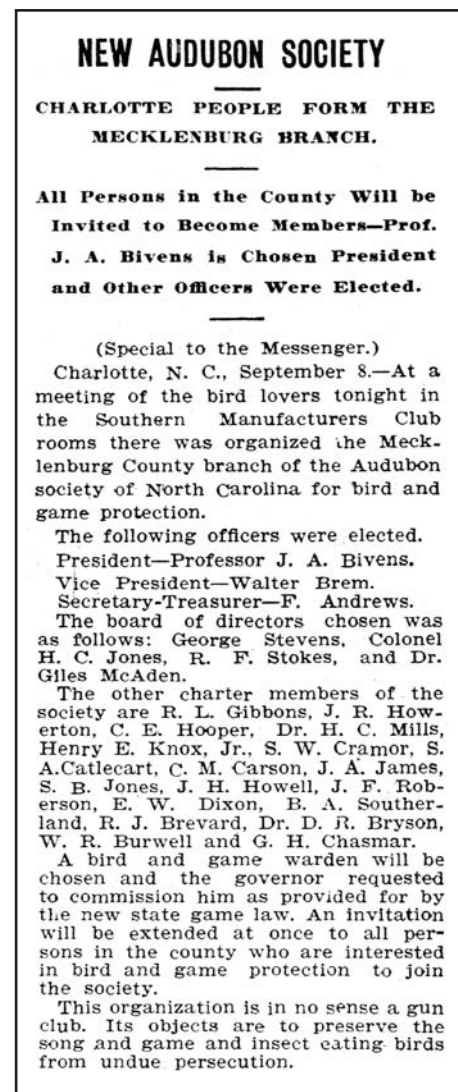 NEW AUDUBON SOCIETY
CHARLOTTE PEOPLE FORM THE
MECKLENBURG BRANCH.
All Persons in the County Will be
Invited to Become Members—Prof.
J. A. Bivens is Chosen President
and Other Officers Were Elected.
(Special to the Messenger.)
Charlotte, N. C., September 8.—At a
meeting of the bird lovers tonight in
the Southern Manufacturers Club
rooms there was organized the Meck-
lenburg County branch of the Audubon
society of North Carolina for bird and
game protection.
The following officers were elected.
President—Professor J. A. Bivens.
Vice President—Walter Brem.
Secretary-Treasurer—F. Andrews.
The board of directors chosen was
as follows: George Stevens, Colonel
H. C. Jones, R. F. Stokes, and Dr.
Giles McAden.
The other charter members of the
society are R. L. Gibbons, J. R. How-
erton, C. E. Hooper, Dr. H. C. Mills,
Henry E. Knox, Jr., S. W. Cramor, S.
A.Catlecart, C. M. Carson, J. A. James,
S. B. Jones, J. H. Howell, J. F. Rob-
erson, E. W. Dixon, B. A. Souther-
land, R. J. Brevard, Dr. D. R. Bryson,
W. R. Burwell and G. H. Chasmar.
A bird and game warden will be
chosen and the governor requested
to commission him as provided for by
the new state game law. An invitation
will be extended at once to all per-
sons in the county who are interested
in bird and game protection to join
the society.
This organization is in no sense a gun
club. Its objects are to preserve the
song and game and insect eating birds
from undue persecution.